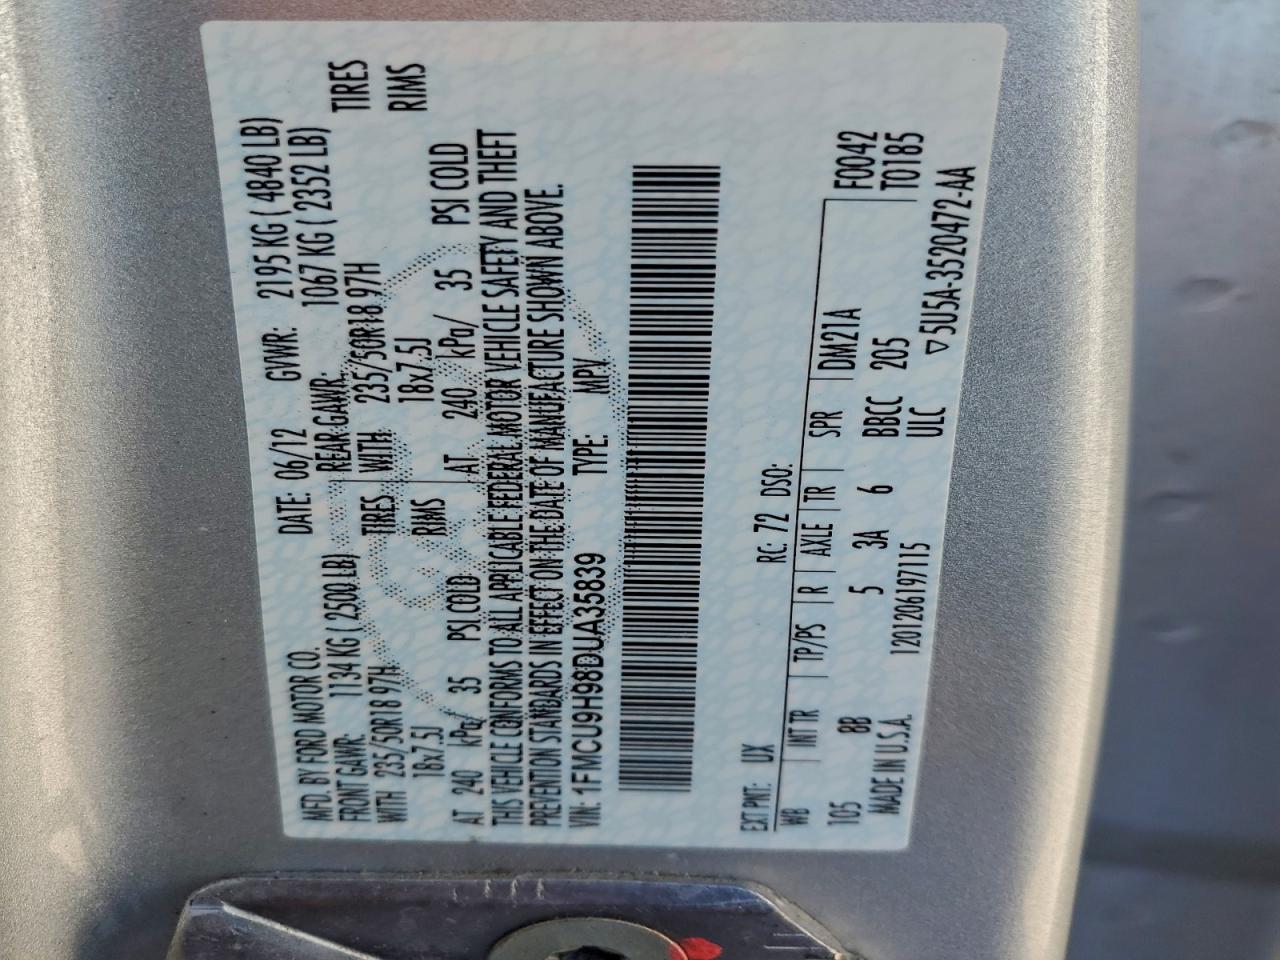 MFD. BY FORD MOTOR CO.
DATE: 06/12 GVWR: 2195 KG ( 4840 LB)
FRONT GAWR: 1134 KG ( 2500 LB) REAR GAWR: 1067 KG ( 2352 LB)
WITH 235/50R18 97H TIRES WITH 235/50R18 97H TIRES
18x7.5J RIMS 18x7.5J RIMS
AT 240 kPa/ 35 PSI COLD AT 240 kPa/ 35 PSI COLD
THIS VEHICLE CONFORMS TO ALL APPLICABLE FEDERAL MOTOR VEHICLE SAFETY AND THEFT
PREVENTION STANDARDS IN EFFECT ON THE DATE OF MANUFACTURE SHOWN ABOVE.
VIN: 1FMCU9H98DUA35839 TYPE: MPV
EXT PNT: UX RC: 72 DSO:
WB INT TR TP/PS R AXLE TR SPR DM21A F0042
105 8B 5 3A 6 BBCC 205 T0185
MADE IN U.S.A. 120120619​7115 ULC ▽5U5A-3520472-AA